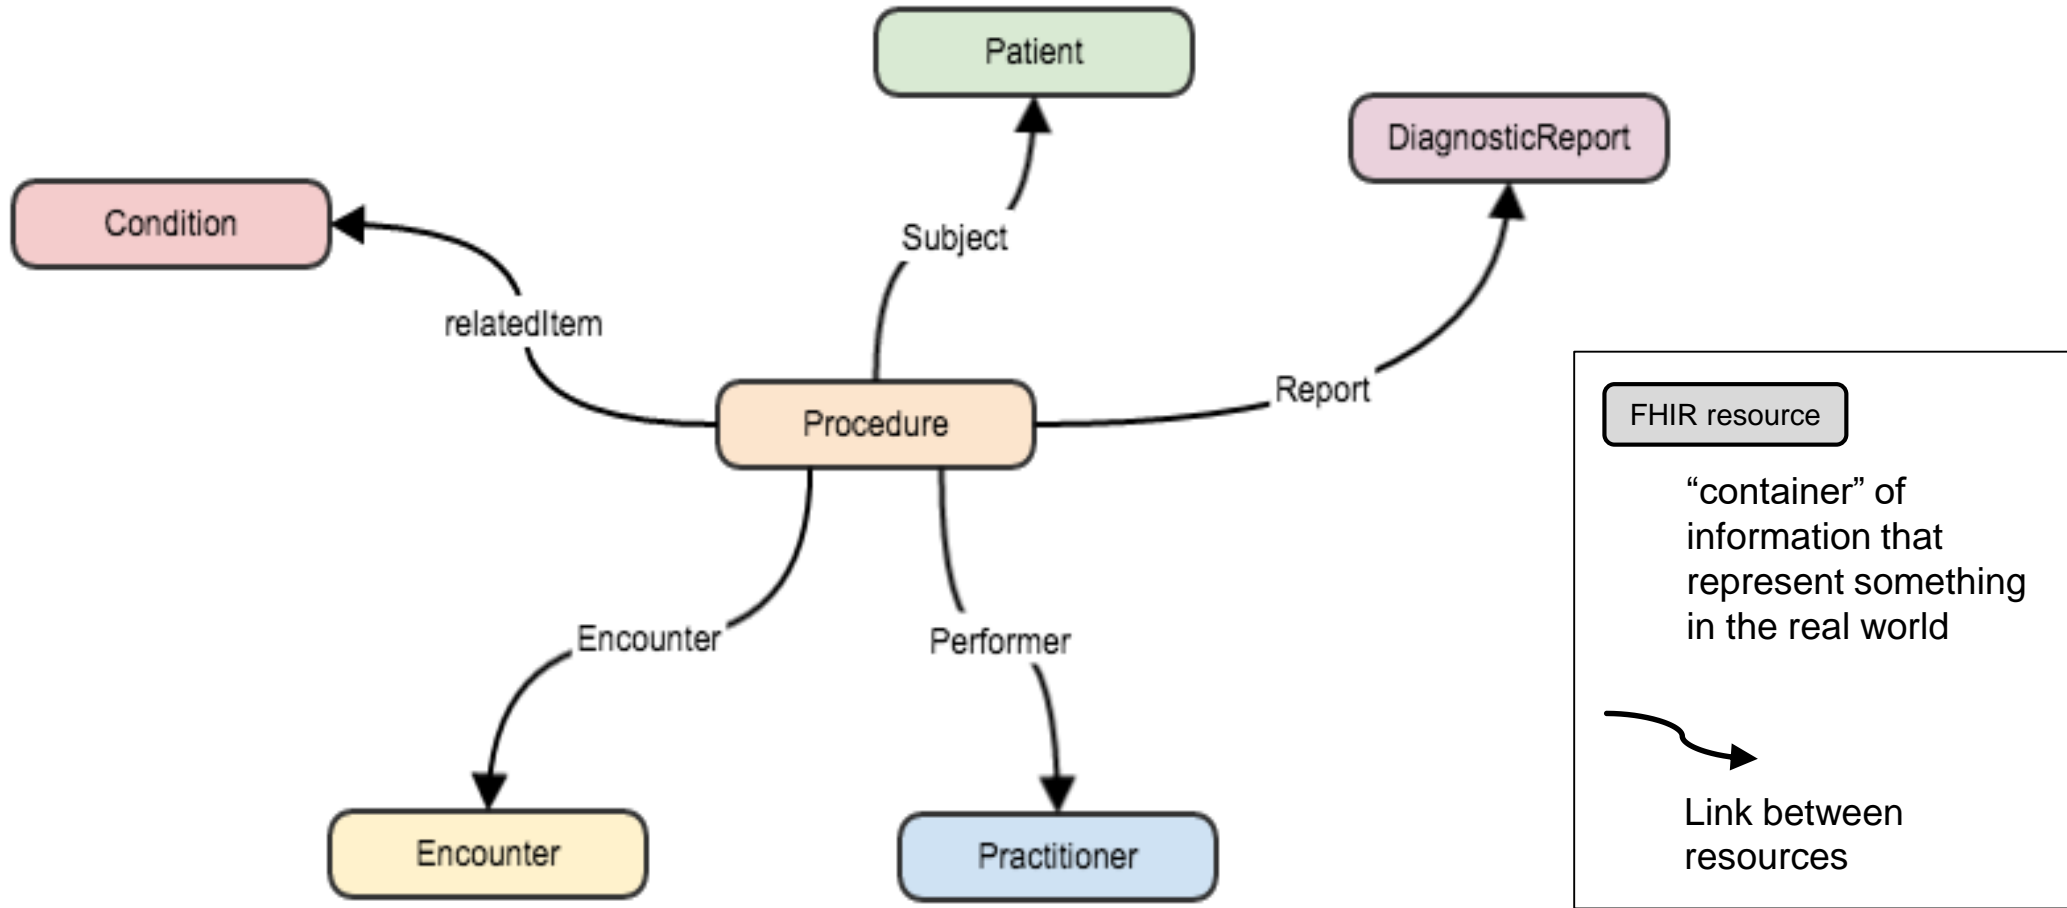 Patient
DiagnosticReport
Condition
Subject
relatedItem
Report
Procedure
Encounter
Performer
Encounter
Practitioner
FHIR resource
“container” of
information that
represent something
in the real world
Link between
resources